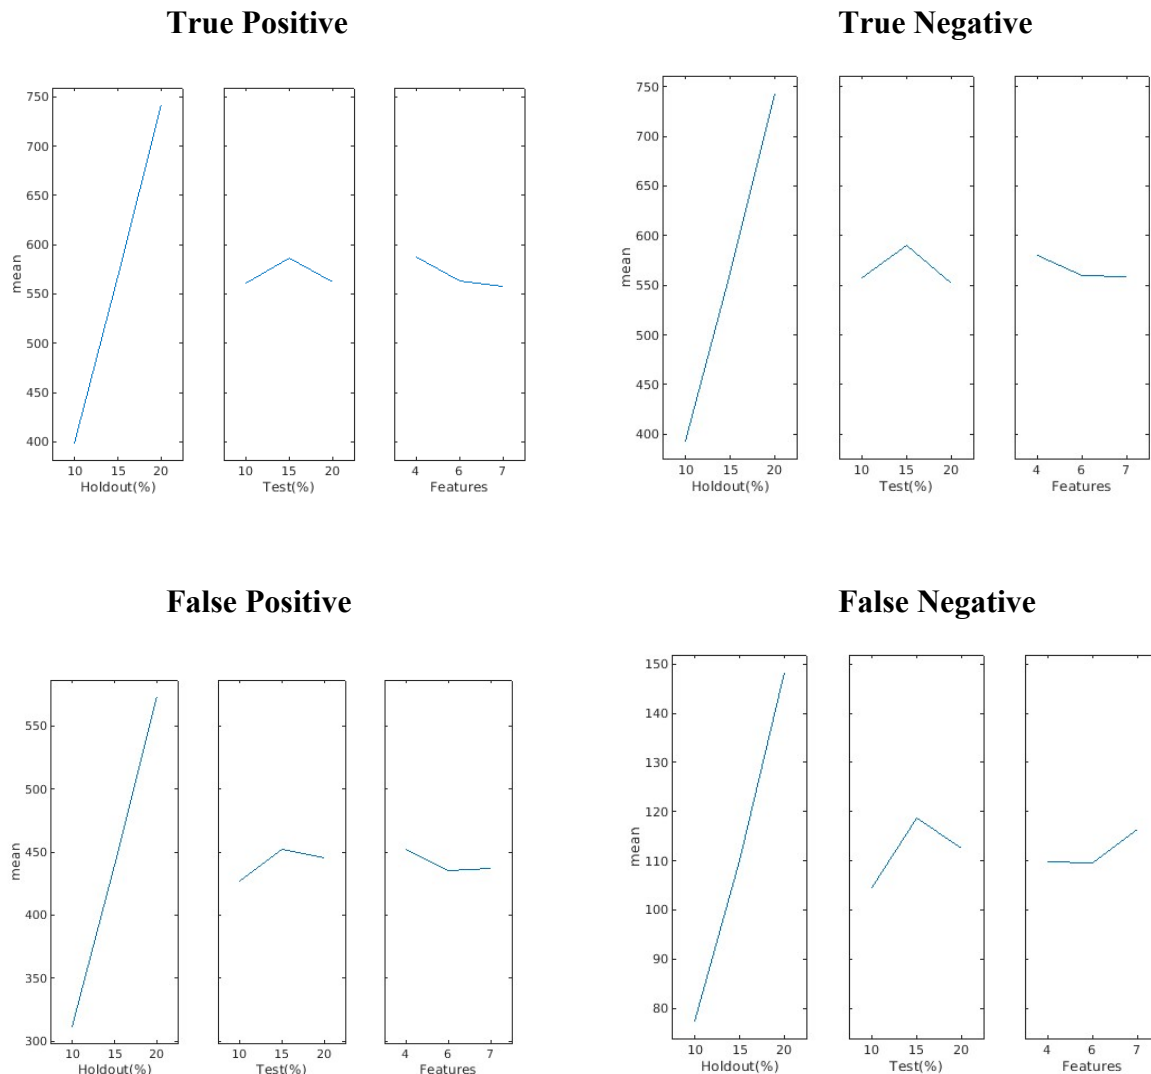 True Positive
750
700
650
600
550
500
450
400
mean
10 15 20
Holdout(%)
10 15 20
Test(%)
4 6 7
Features
True Negative
750
700
650
600
550
500
450
400
mean
10 15 20
Holdout(%)
10 15 20
Test(%)
4 6 7
Features
False Positive
550
500
450
400
350
300
mean
10 15 20
Holdout(%)
10 15 20
Test(%)
4 6 7
Features
False Negative
150
140
130
120
110
100
90
80
mean
10 15 20
Holdout(%)
10 15 20
Test(%)
4 6 7
Features